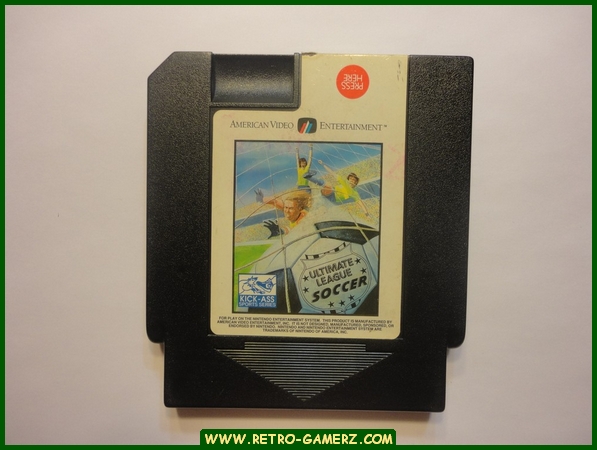 PRESS
HERE
AMERICAN VIDEO ENTERTAINMENT™
ULTIMATE
LEAGUE
SOCCER
KICK-ASS
SPORTS SERIES
FOR PLAY ON THE NINTENDO ENTERTAINMENT SYSTEM. THIS PRODUCT IS MANUFACTURED BY
AMERICAN VIDEO ENTERTAINMENT, INC. IT IS NOT DESIGNED, MANUFACTURED, SPONSORED, OR
ENDORSED BY NINTENDO. NINTENDO AND NINTENDO ENTERTAINMENT SYSTEM ARE
TRADEMARKS OF NINTENDO OF AMERICA, INC.
WWW.RETRO-GAMERZ.COM